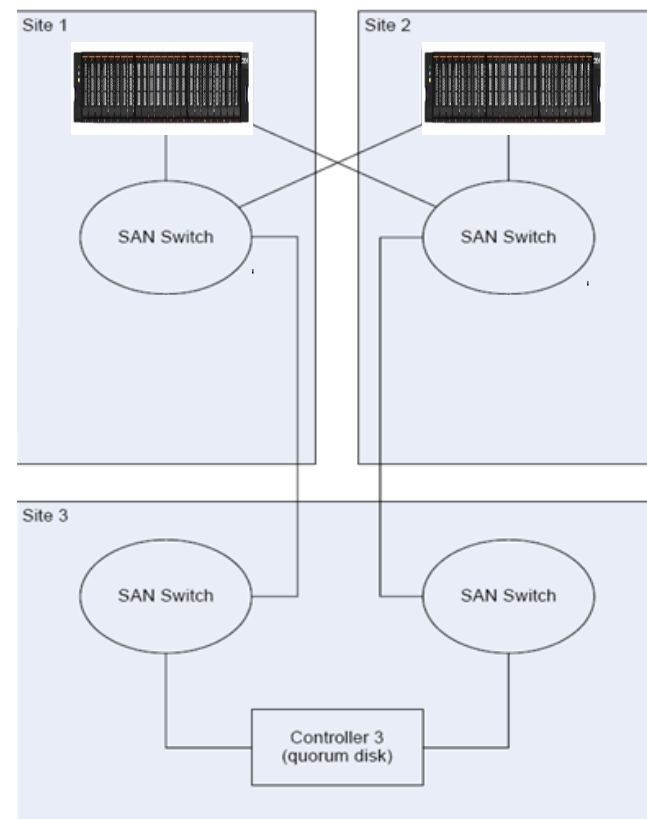 Site 1
Site 2
SAN Switch
SAN Switch
Site 3
SAN Switch
SAN Switch
Controller 3
(quorum disk)